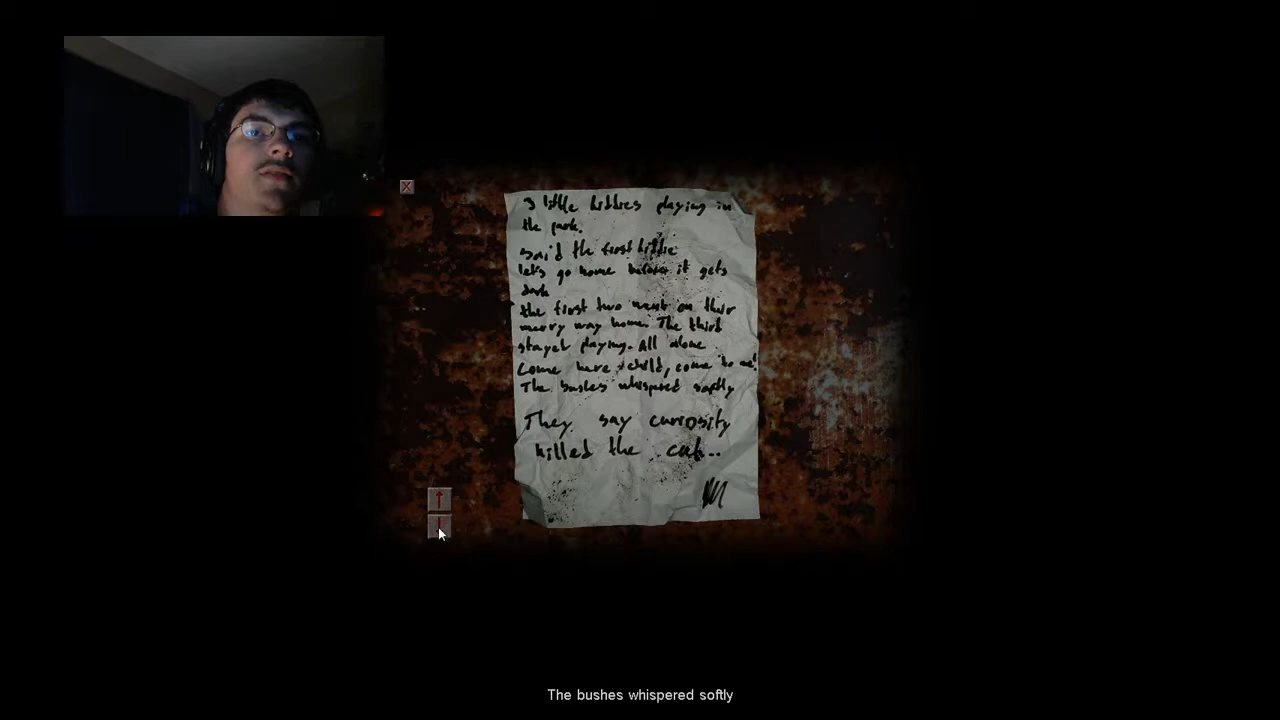 3 little kiddies playing in
the park.
said the first kiddie
let's go home before it gets
dark
the first two went on their
merry way home. The third
stayed playing. All alone
Come here child, come to me!
The bushes whispered softly
They say curiosity
killed the cat..
X
The bushes whispered softly